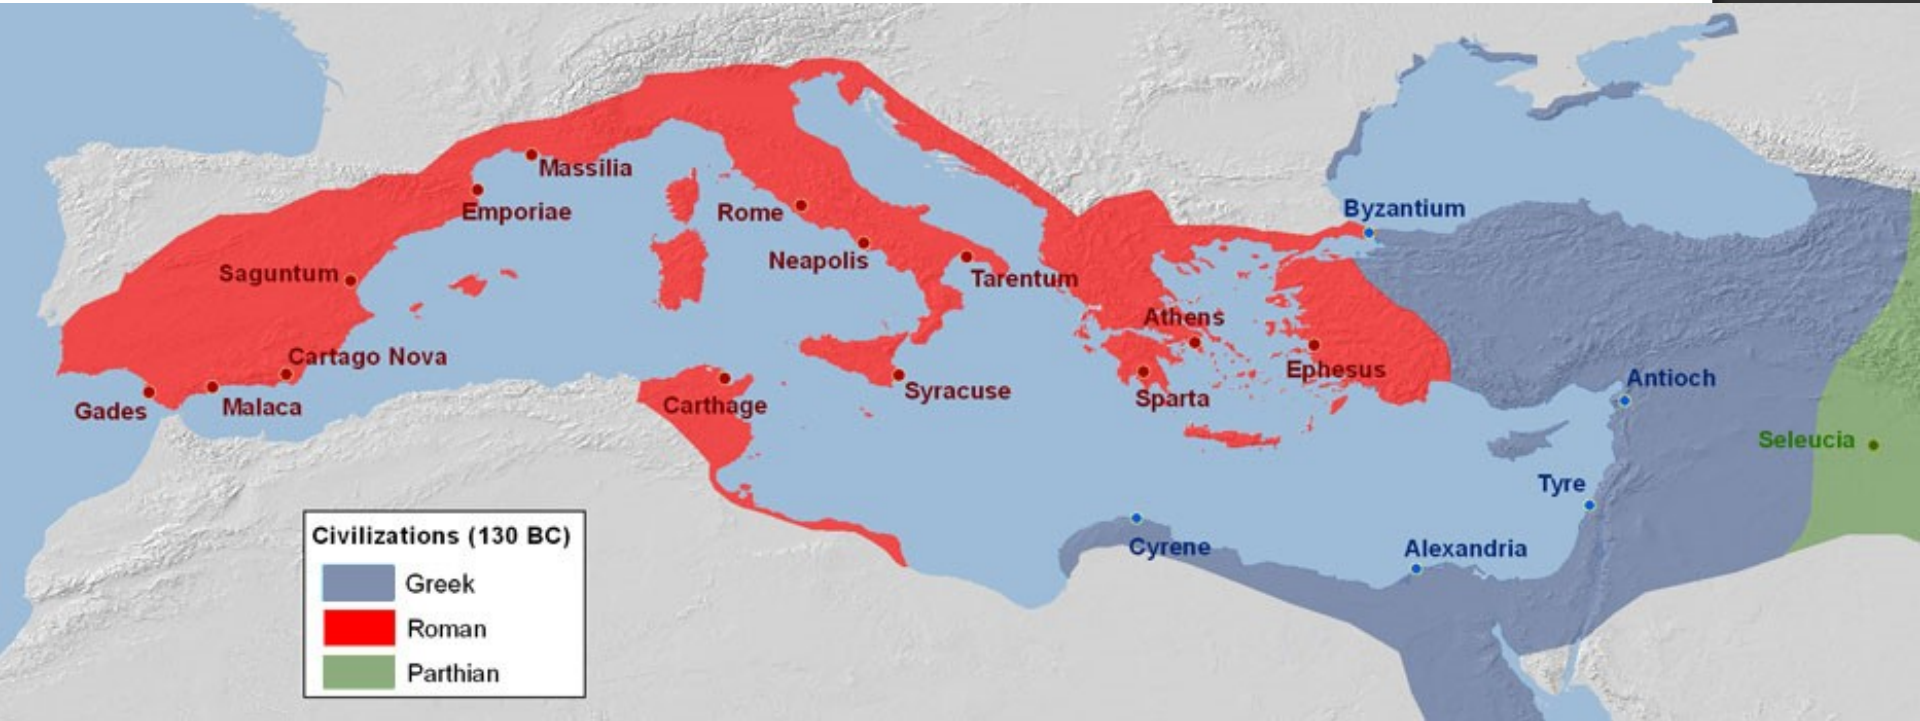 Massilia
Emporiae
Rome
Byzantium
Neapolis
Saguntum
Tarentum
Athens
Cartago Nova
Ephesus
Antioch
Gades
Malaca
Carthage
Syracuse
Sparta
Seleucia
Tyre
Cyrene
Alexandria
Civilizations (130 BC)
Greek
Roman
Parthian